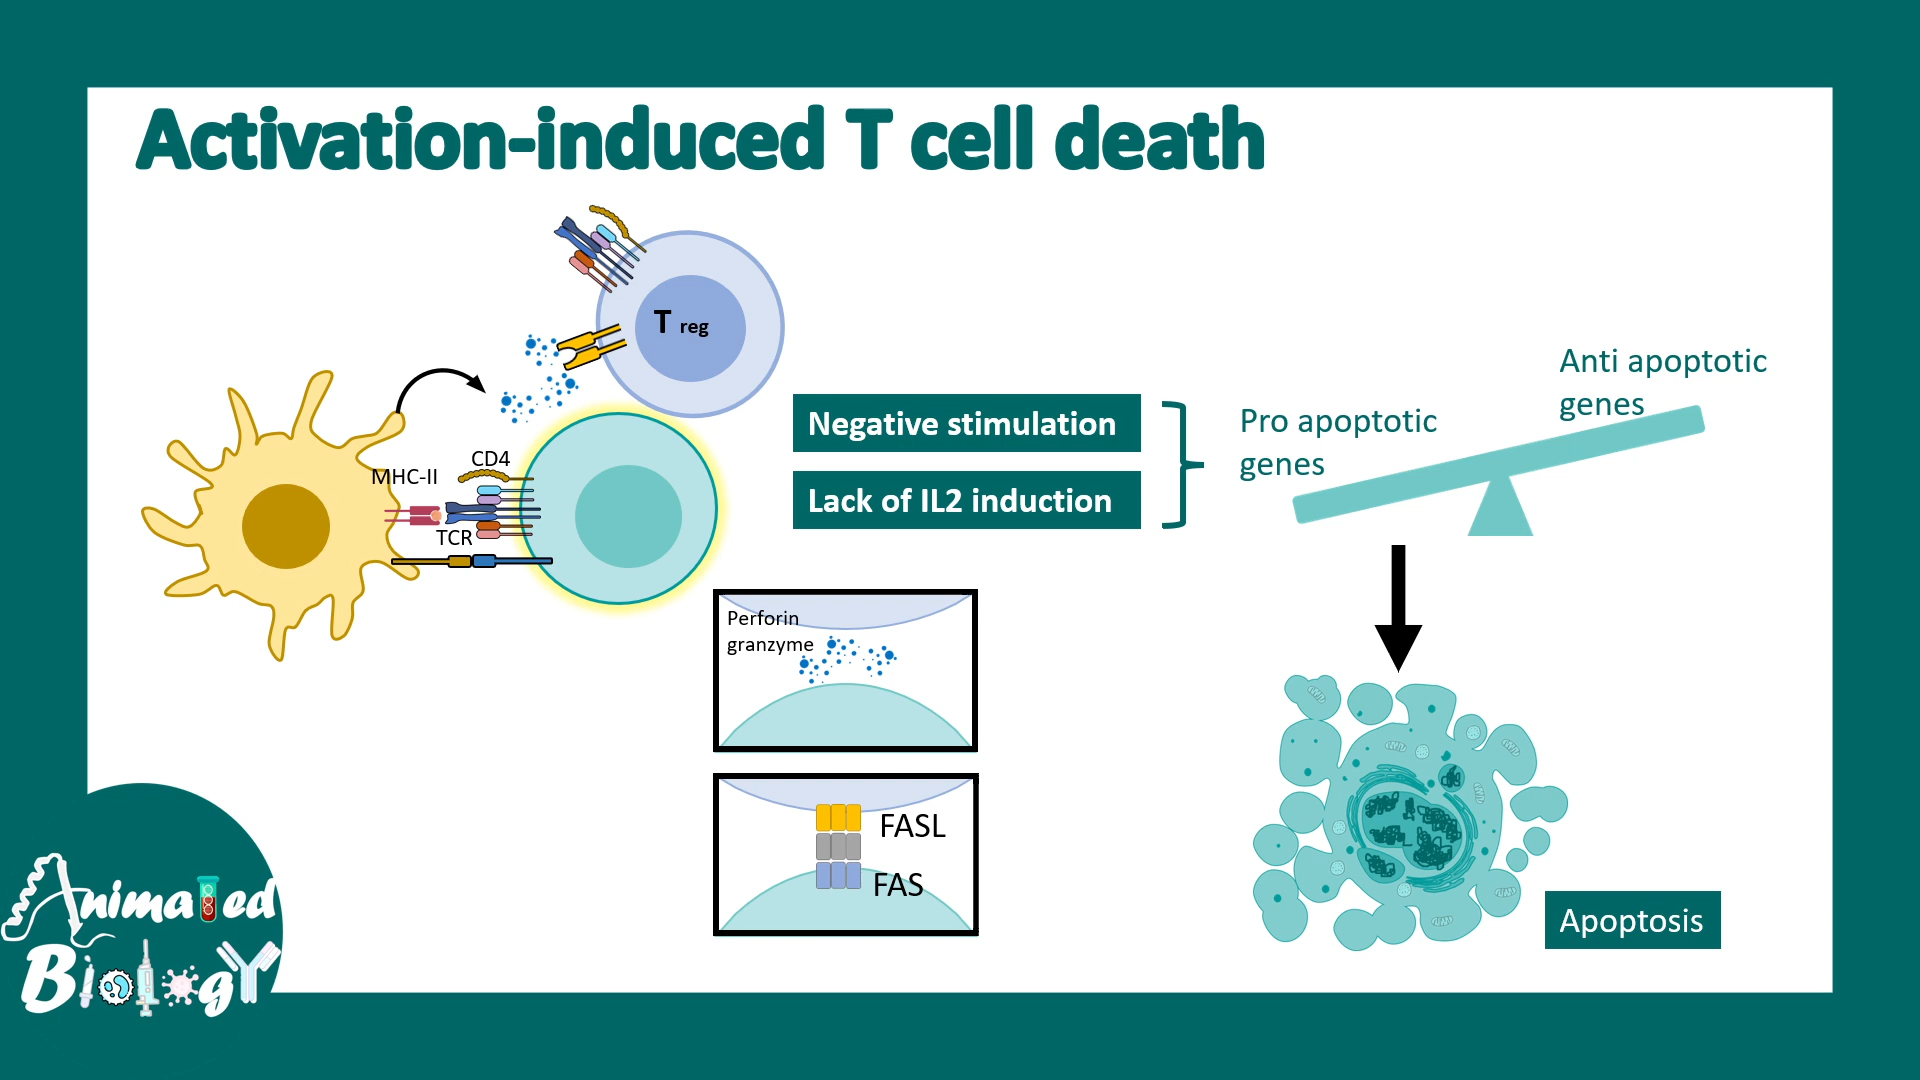 Activation-induced T cell death
T reg
CD4
MHC-II
TCR
Negative stimulation
Lack of IL2 induction
Pro apoptotic
genes
Anti apoptotic
genes
Perforin
granzyme
FASL
FAS
Apoptosis
Animated
Biology